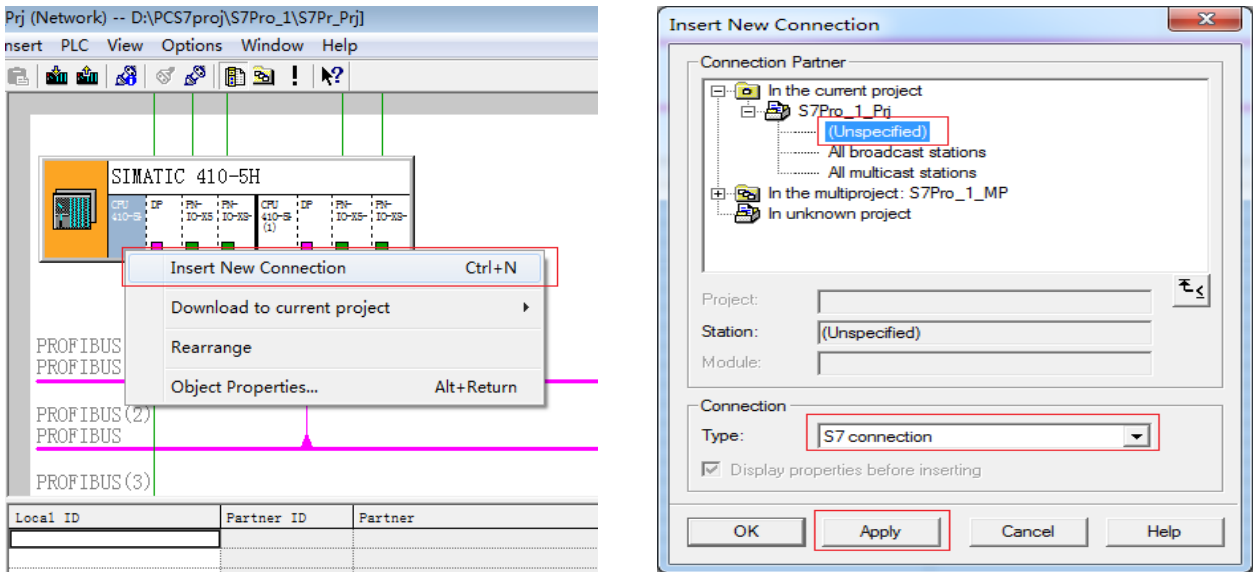 Prj (Network) -- D:\PCS7proj\S7Pro_1\S7Pr_Prj]
nsert PLC View Options Window Help
SIMATIC 410-5H
CPU 410-5 DP PN-IO-X5 PN-IO-X8- CPU 410-5 (1) DP PN-IO-X5- PN-IO-X8-
Insert New Connection Ctrl+N
Download to current project
Rearrange
Object Properties... Alt+Return
PROFIBUS
PROFIBUS
PROFIBUS(2)
PROFIBUS
PROFIBUS(3)
Local ID Partner ID Partner
Insert New Connection
Connection Partner
In the current project
S7Pro_1_Prj
(Unspecified)
All broadcast stations
All multicast stations
In the multiproject: S7Pro_1_MP
In unknown project
Project:
Station: (Unspecified)
Module:
Connection
Type: S7 connection
Display properties before inserting
OK Apply Cancel Help